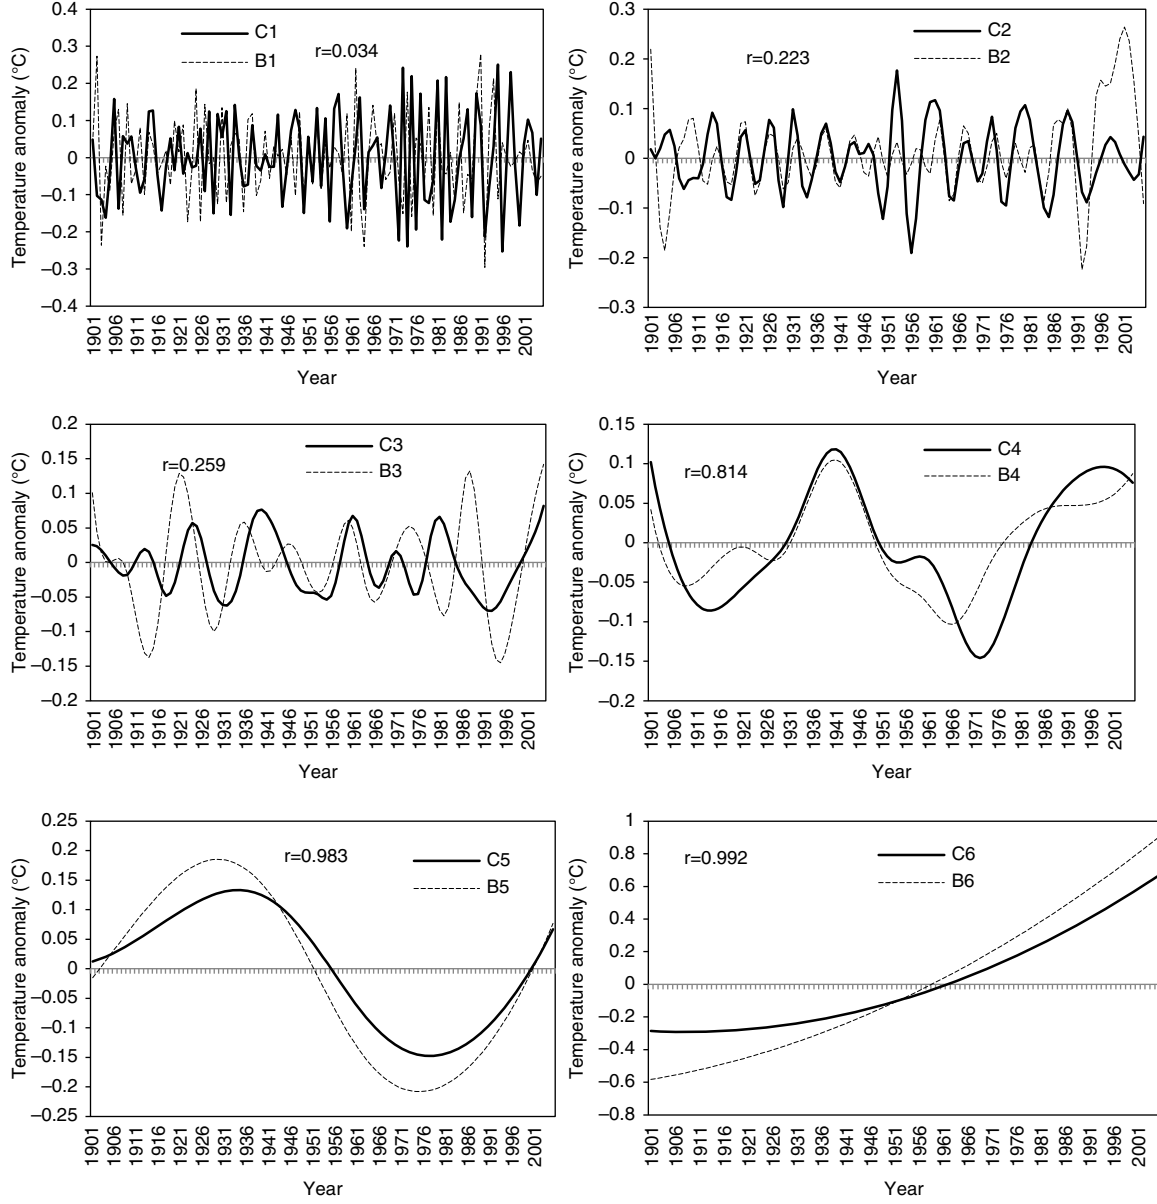 0.4
0.3
0.2
0.1
0
–0.1
–0.2
–0.3
–0.4
Temperature anomaly (°C)
C1
B1
r=0.034
1901 1906 1911 1916 1921 1926 1931 1936 1941 1946 1951 1956 1961 1966 1971 1976 1981 1986 1991 1996 2001
Year
0.3
0.2
0.1
0
–0.1
–0.2
–0.3
Temperature anomaly (°C)
C2
B2
r=0.223
1901 1906 1911 1916 1921 1926 1931 1936 1941 1946 1951 1956 1961 1966 1971 1976 1981 1986 1991 1996 2001
Year
0.2
0.15
0.1
0.05
0
–0.05
–0.1
–0.15
–0.2
Temperature anomaly (°C)
C3
B3
r=0.259
1901 1906 1911 1916 1921 1926 1931 1936 1941 1946 1951 1956 1961 1966 1971 1976 1981 1986 1991 1996 2001
Year
0.15
0.1
0.05
0
–0.05
–0.1
–0.15
–0.2
Temperature anomaly (°C)
C4
B4
r=0.814
1901 1906 1911 1916 1921 1926 1931 1936 1941 1946 1951 1956 1961 1966 1971 1976 1981 1986 1991 1996 2001
Year
0.25
0.2
0.15
0.1
0.05
0
–0.05
–0.1
–0.15
–0.2
–0.25
Temperature anomaly (°C)
r=0.983
C5
B5
1901 1906 1911 1916 1921 1926 1931 1936 1941 1946 1951 1956 1961 1966 1971 1976 1981 1986 1991 1996 2001
Year
1
0.8
0.6
0.4
0.2
0
–0.2
–0.4
–0.6
–0.8
Temperature anomaly (°C)
r=0.992
C6
B6
1901 1906 1911 1916 1921 1926 1931 1936 1941 1946 1951 1956 1961 1966 1971 1976 1981 1986 1991 1996 2001
Year